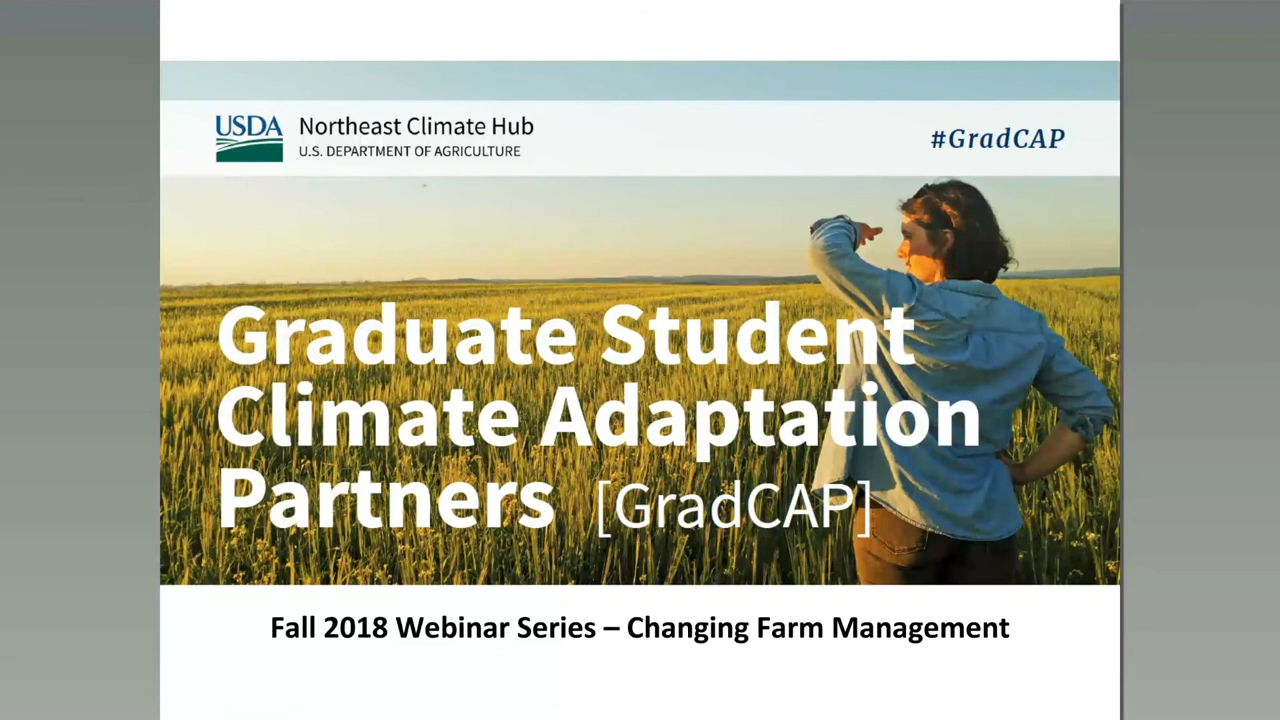 USDA
Northeast Climate Hub
U.S. DEPARTMENT OF AGRICULTURE
#GradCAP
Graduate Student
Climate Adaptation
Partners [GradCAP]
Fall 2018 Webinar Series – Changing Farm Management